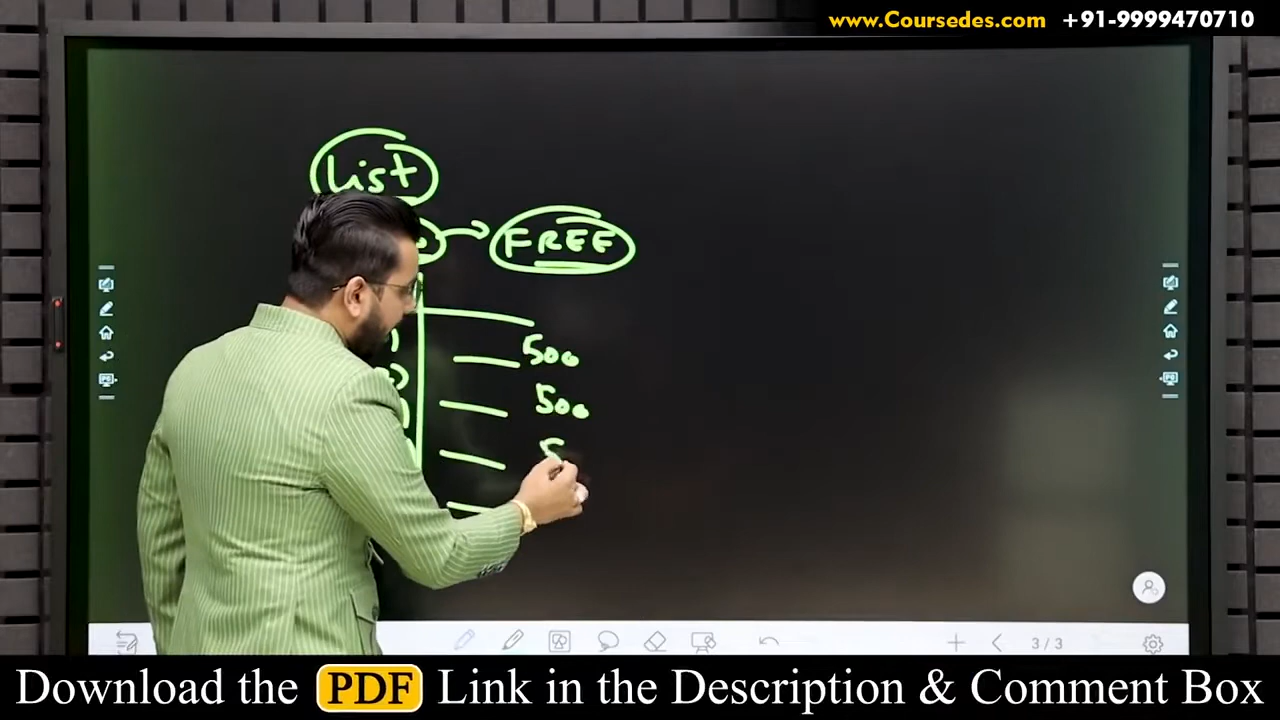 www.Coursedes.com +91-9999470710
List
FREE
500
500
5
3/3
Download the PDF Link in the Description & Comment Box